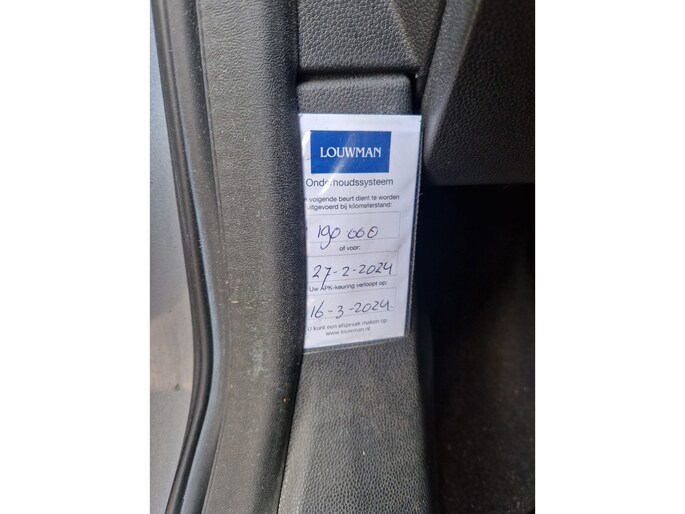 LOUWMAN
Onderhoudssysteem
volgende beurt dient te worden
uitgevoerd bij kilometerstand:
190 000
of voor:
27-2-2024
Uw APK-keuring verloopt op:
16-3-2024
U kunt een afspraak maken op
www.louwman.nl